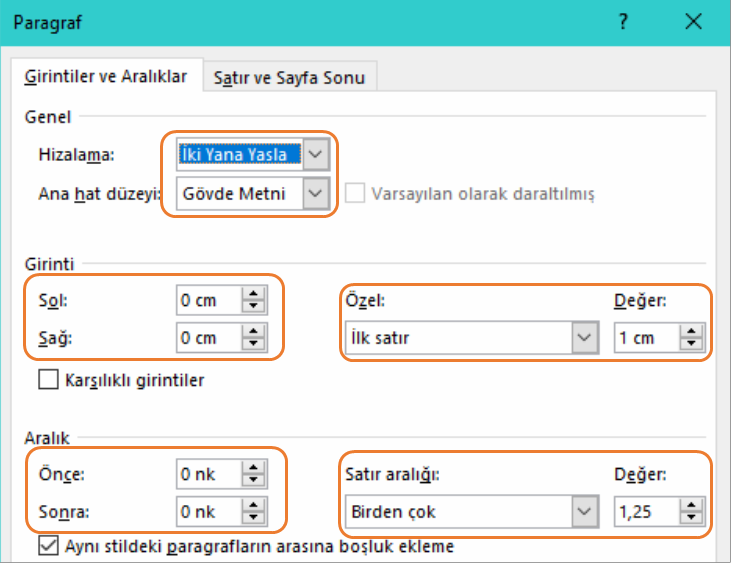 Paragraf ?
Girintiler ve Aralıklar Satır ve Sayfa Sonu
Genel
Hizalama: İki Yana Yasla
Ana hat düzeyi: Gövde Metni Varsayılan olarak daraltılmış
Girinti
Sol: 0 cm Özel: Değer:
Sağ: 0 cm İlk satır 1 cm
Karşılıklı girintiler
Aralık
Önce: 0 nk Satır aralığı: Değer:
Sonra: 0 nk Birden çok 1,25
Aynı stildeki paragrafların arasına boşluk ekleme